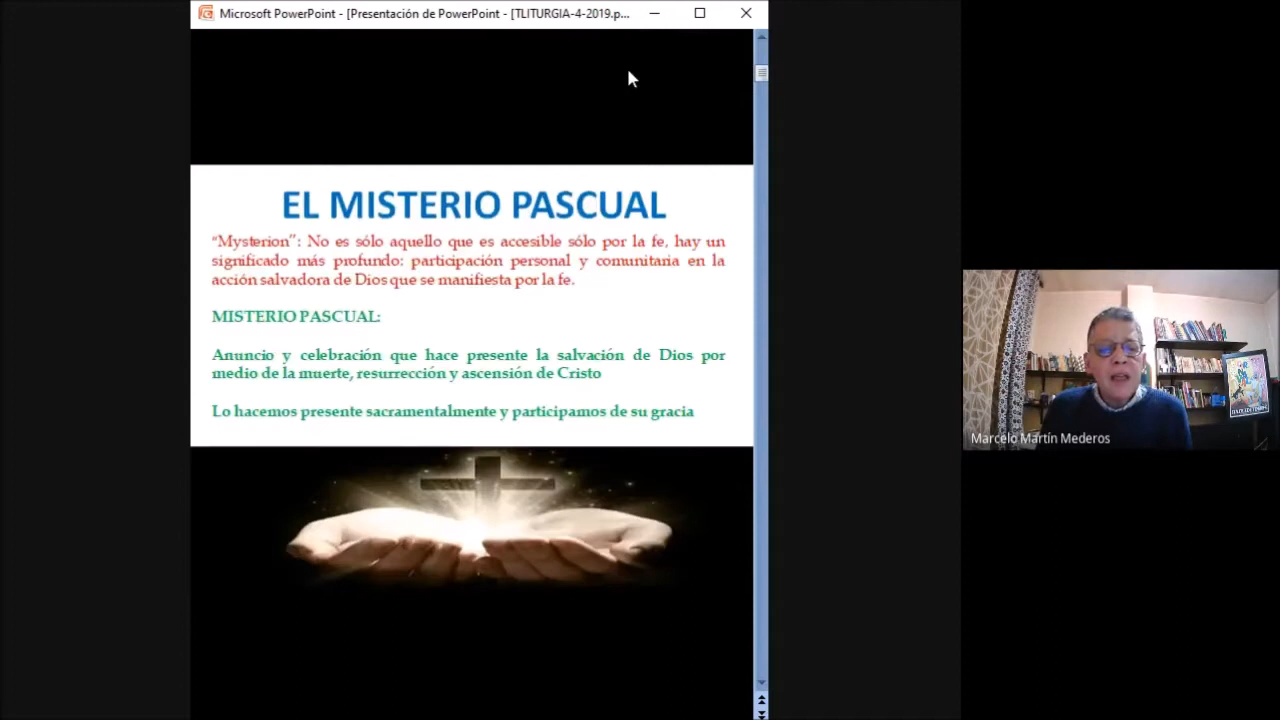 Microsoft PowerPoint - [Presentación de PowerPoint - [TLITURGIA-4-2019.p...
EL MISTERIO PASCUAL
"Mysterion": No es sólo aquello que es accesible sólo por la fe, hay un
significado más profundo: participación personal y comunitaria en la
acción salvadora de Dios que se manifiesta por la fe.
MISTERIO PASCUAL:
Anuncio y celebración que hace presente la salvación de Dios por
medio de la muerte, resurrección y ascensión de Cristo
Lo hacemos presente sacramentalmente y participamos de su gracia
Marcelo Martín Mederos